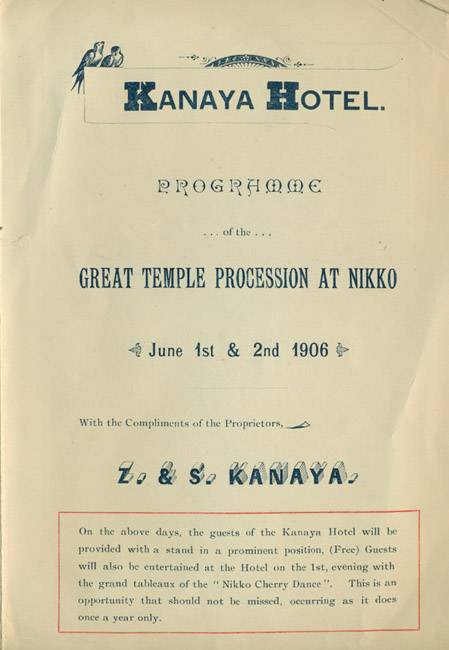 KANAYA HOTEL.
PROGRAMME
... of the ...
GREAT TEMPLE PROCESSION AT NIKKO
June 1st & 2nd 1906
With the Compliments of the Proprietors,
Z. & S. KANAYA.
On the above days, the guests of the Kanaya Hotel will be
provided with a stand in a prominent position, (Free) Guests
will also be entertained at the Hotel on the 1st, evening with
the grand tableaux of the " Nikko Cherry Dance ". This is an
opportunity that should not be missed, occurring as it does
once a year only.